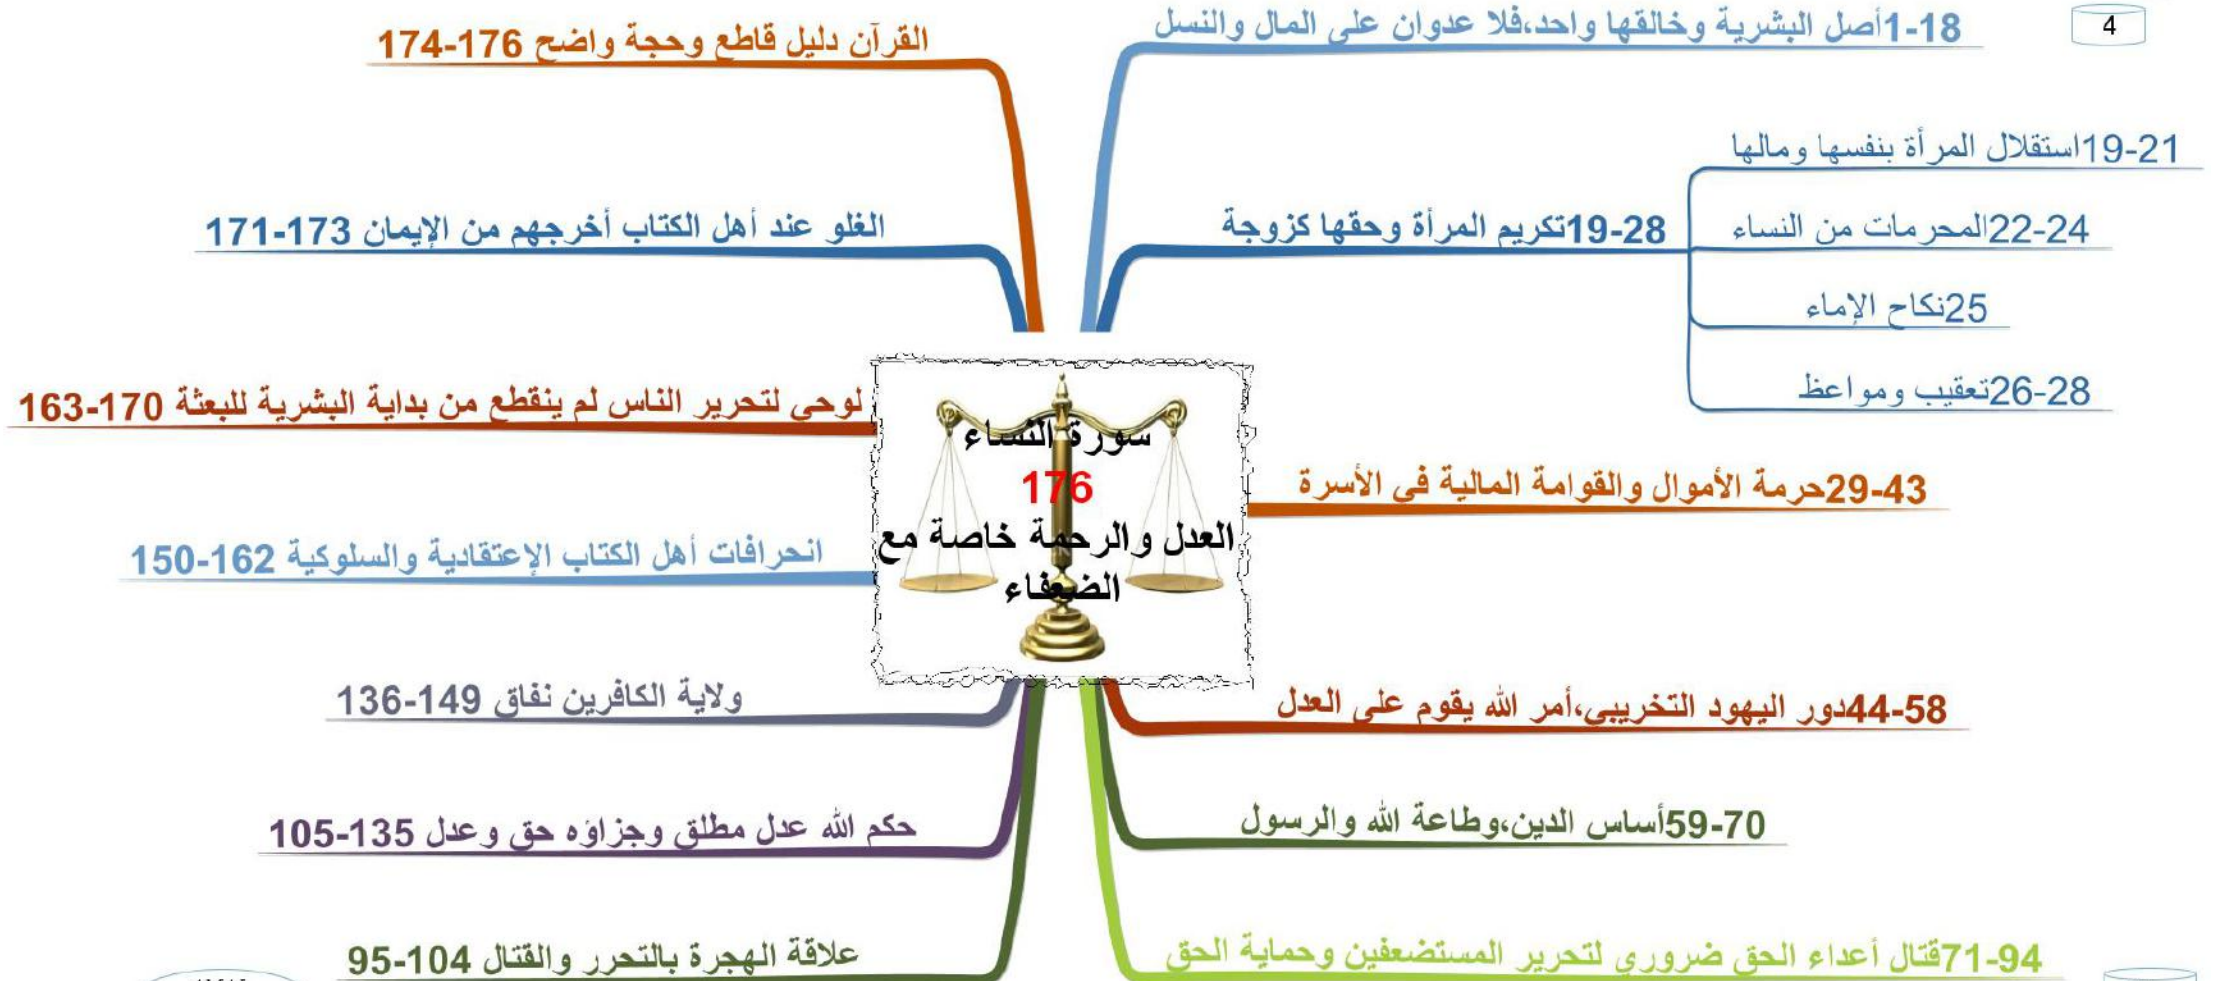 4
1-18أصل البشرية وخالقها واحد،فلا عدوان على المال والنسل
19-28تكريم المرأة وحقها كزوجة
19-21استقلال المرأة بنفسها ومالها
22-24المحرمات من النساء
25نكاح الإماء
26-28تعقيب ومواعظ
29-43حرمة الأموال والقوامة المالية في الأسرة
44-58دور اليهود التخريبي،أمر الله يقوم على العدل
59-70أساس الدين،وطاعة الله والرسول
71-94قتال أعداء الحق ضروري لتحرير المستضعفين وحماية الحق
سورة النساء
176
العدل والرحمة خاصة مع
الضعفاء
علاقة الهجرة بالتحرر والقتال 95-104
حكم الله عدل مطلق وجزاؤه حق وعدل 105-135
ولاية الكافرين نفاق 136-149
انحرافات أهل الكتاب الإعتقادية والسلوكية 150-162
لوحي لتحرير الناس لم ينقطع من بداية البشرية للبعثة 163-170
الغلو عند أهل الكتاب أخرجهم من الإيمان 171-173
القرآن دليل قاطع وحجة واضح 174-176